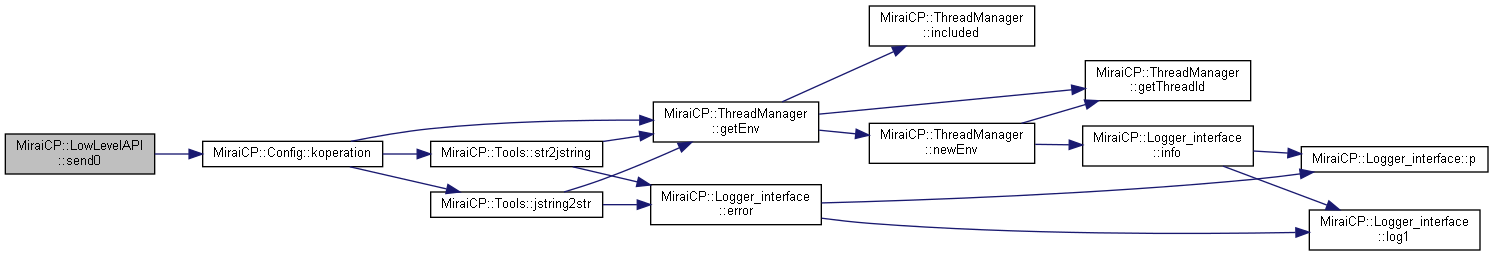 MiraiCP::LowLevelAPI
::send0
MiraiCP::Config::koperation
MiraiCP::Tools::str2jstring
MiraiCP::Tools::jstring2str
MiraiCP::ThreadManager
::getEnv
MiraiCP::Logger_interface
::error
MiraiCP::ThreadManager
::included
MiraiCP::ThreadManager
::newEnv
MiraiCP::ThreadManager
::getThreadId
MiraiCP::Logger_interface
::info
MiraiCP::Logger_interface::p
MiraiCP::Logger_interface
::log1